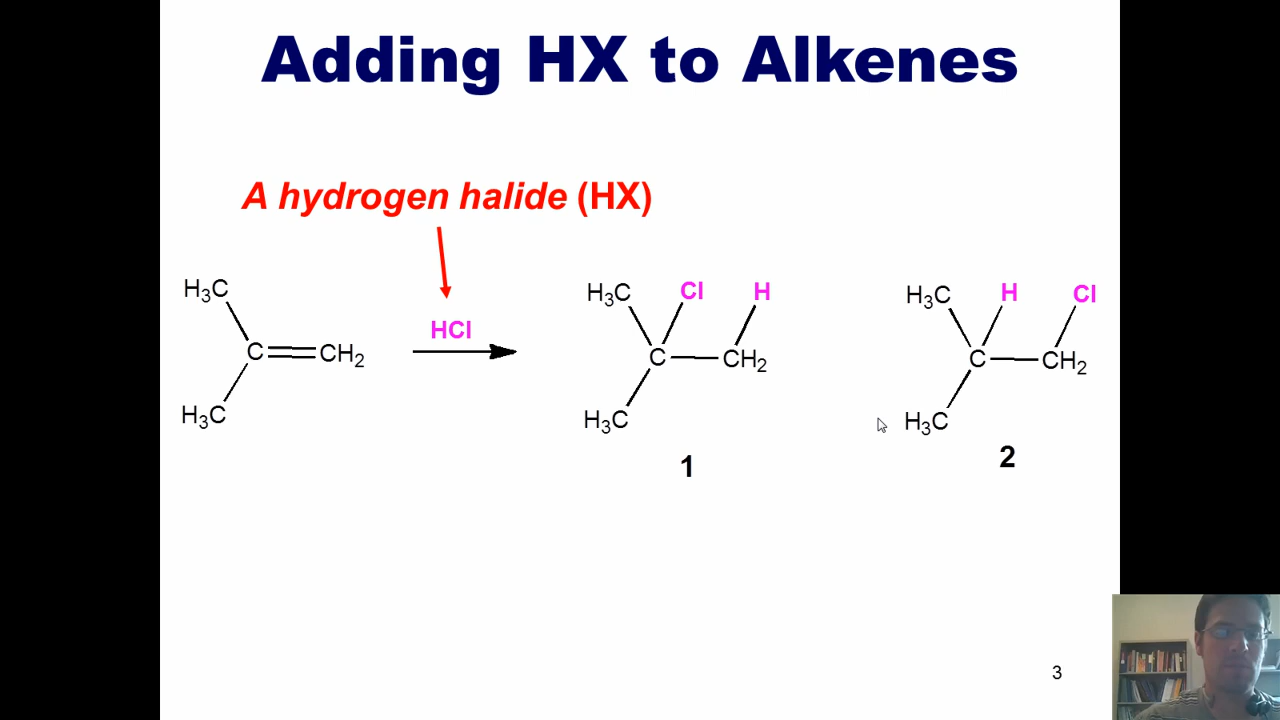 Adding HX to Alkenes
A hydrogen halide (HX)
H₃C
C
CH₂
H₃C
HCl
H₃C
Cl
H
C
CH₂
H₃C
1
H₃C
H
Cl
C
CH₂
H₃C
2
3